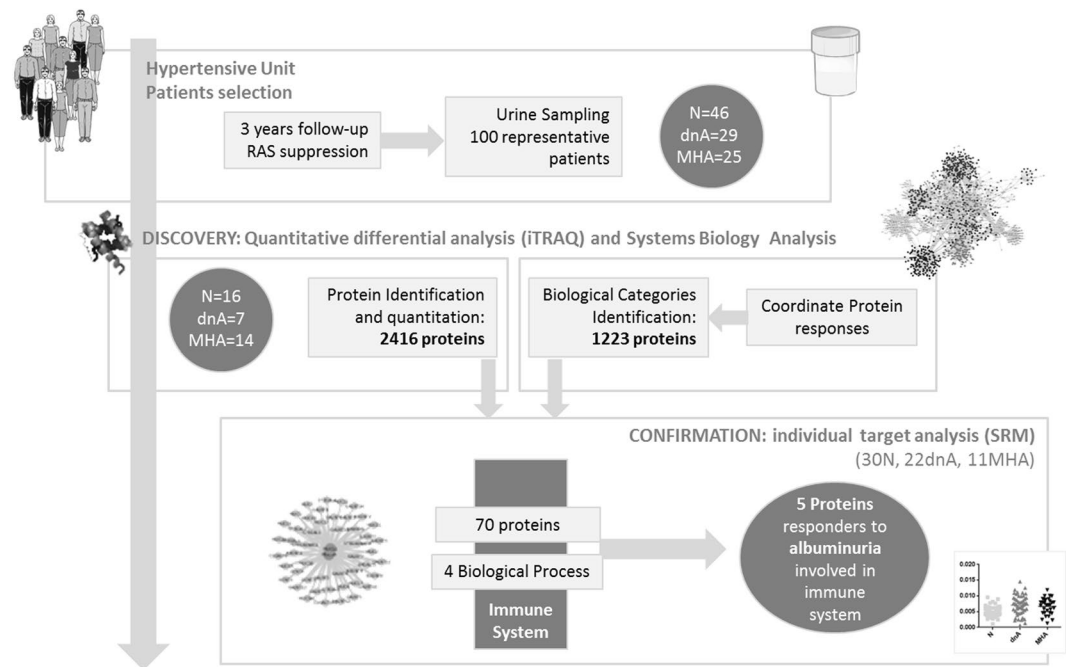 Hypertensive Unit
Patients selection
3 years follow-up
RAS suppression
Urine Sampling
100 representative
patients
N=46
dnA=29
MHA=25
DISCOVERY: Quantitative differential analysis (iTRAQ) and Systems Biology Analysis
N=16
dnA=7
MHA=14
Protein Identification
and quantitation:
2416 proteins
Biological Categories
Identification:
1223 proteins
Coordinate Protein
responses
CONFIRMATION: individual target analysis (SRM)
(30N, 22dnA, 11MHA)
70 proteins
4 Biological Process
Immune
System
5 Proteins
responders to
albuminuria
involved in
immune
system
0.020
0.015
0.010
0.005
0.000
N
dnA
MHA